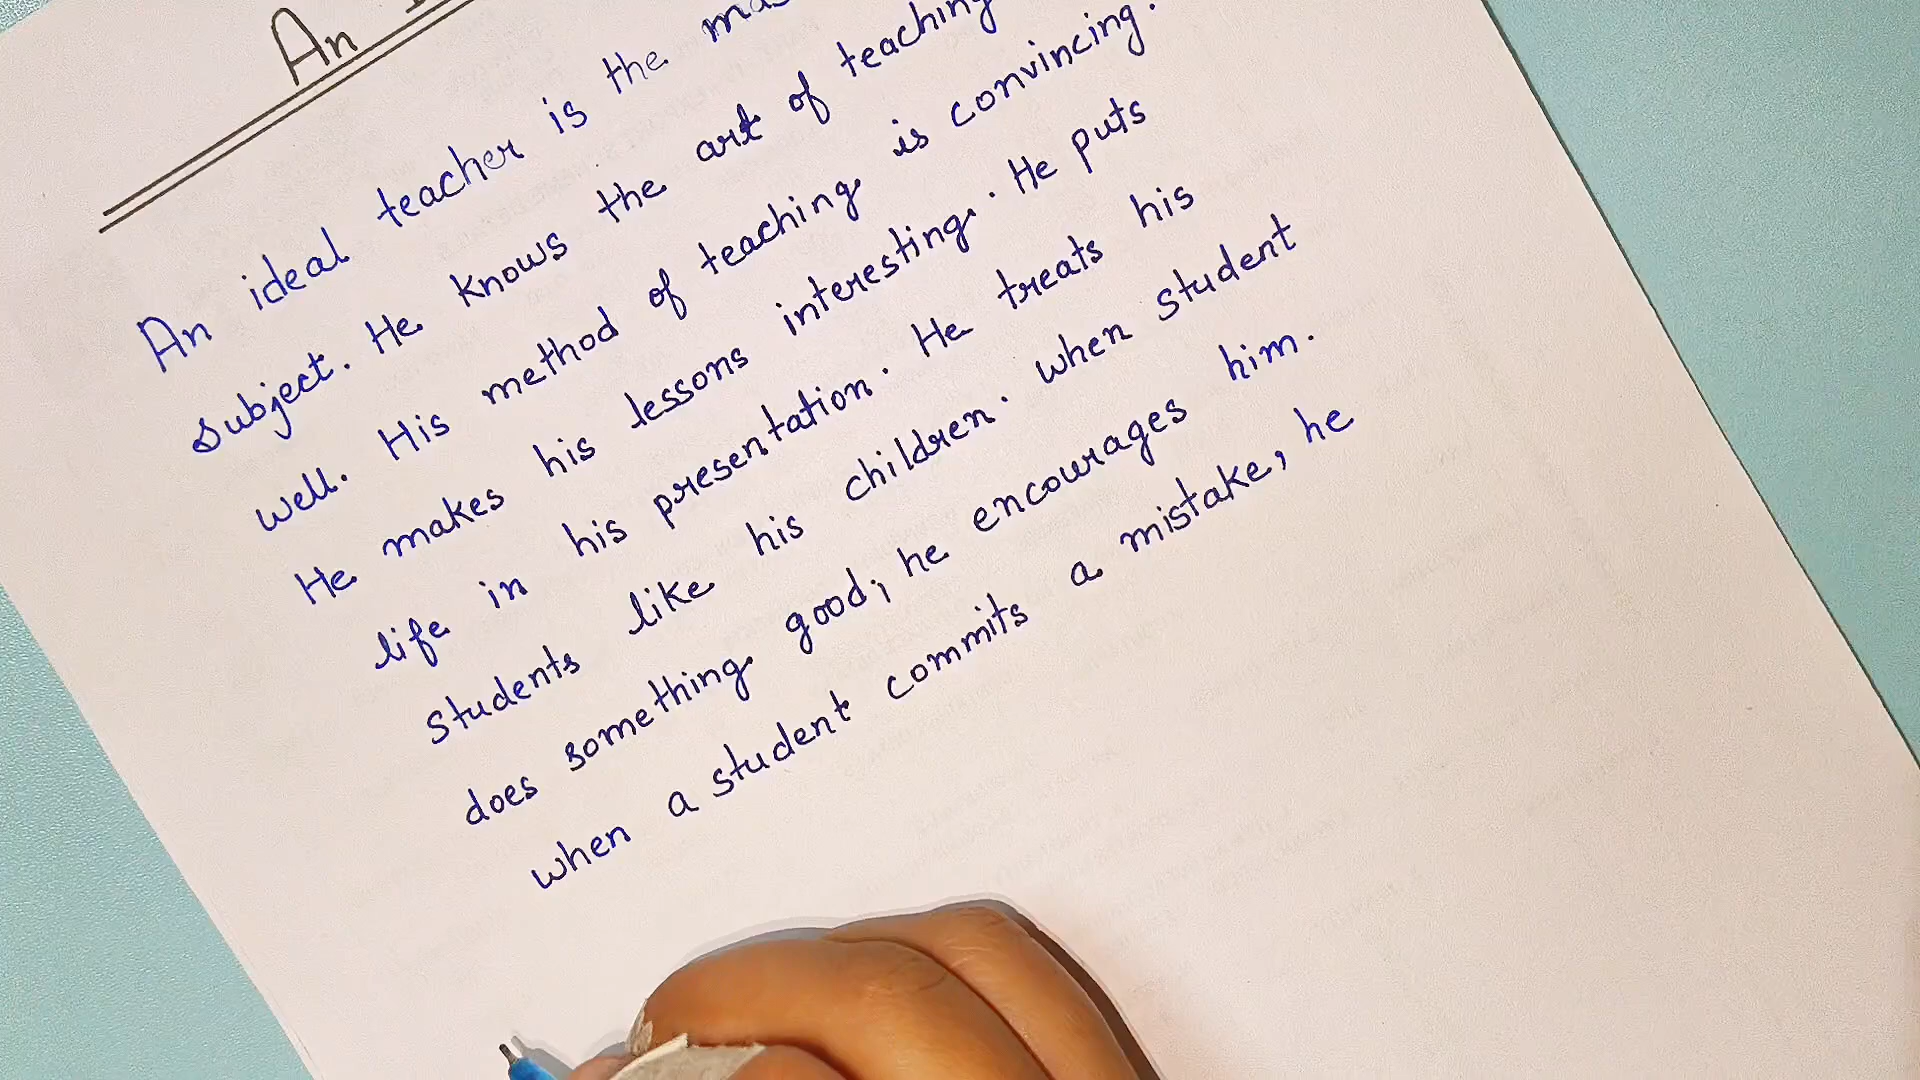 An
An ideal teacher is the
subject. He knows the art of teaching
well. His method of teaching is convincing.
He makes his lessons interesting. He puts
life in his presentation. He treats his
students like his children. when student
does something good, he encourages him.
when a student commits a mistake, he